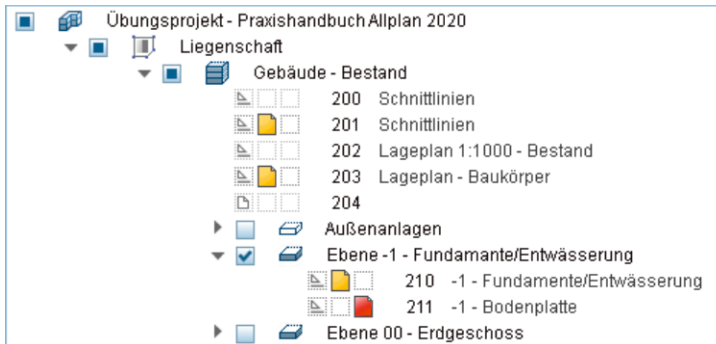 Übungsprojekt - Praxishandbuch Allplan 2020
Liegenschaft
Gebäude - Bestand
200 Schnittlinien
201 Schnittlinien
202 Lageplan 1:1000 - Bestand
203 Lageplan - Baukörper
204
Außenanlagen
Ebene -1 - Fundamante/Entwässerung
210 -1 - Fundamente/Entwässerung
211 -1 - Bodenplatte
Ebene 00 - Erdgeschoss